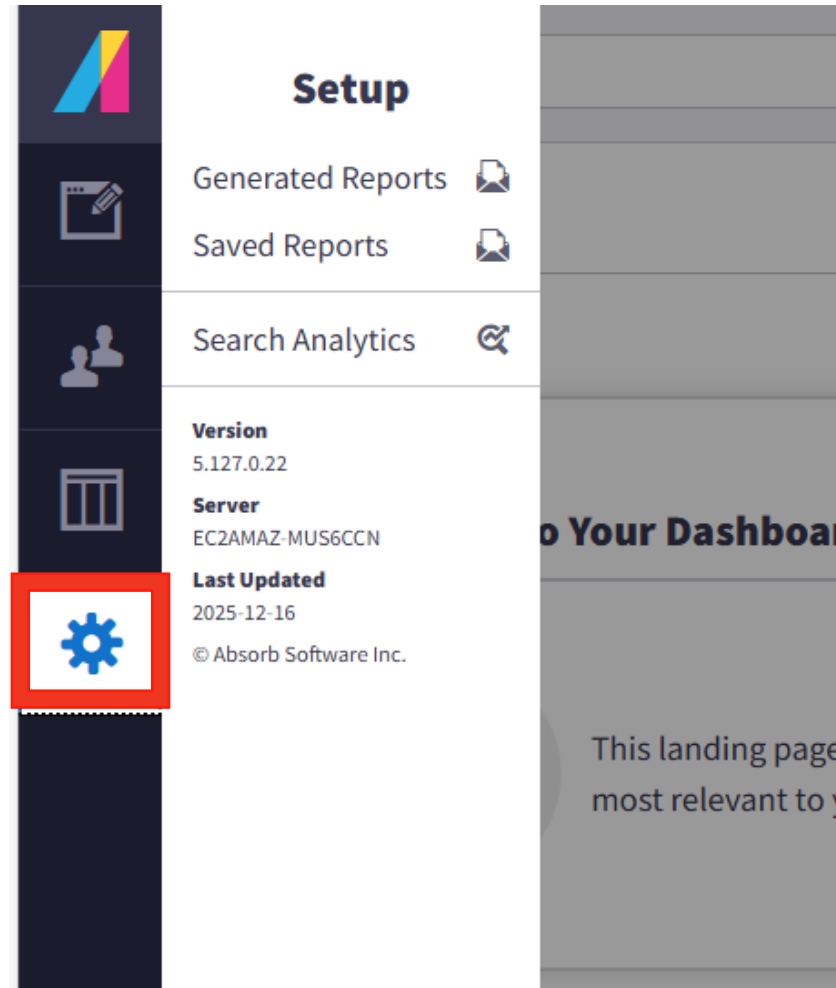 Setup
Generated Reports
Saved Reports
Search Analytics
Version
5.127.0.22
Server
EC2AMAZ-MUS6CCN
Last Updated
2025-12-16
© Absorb Software Inc.
o Your Dashboa
This landing page
most relevant to